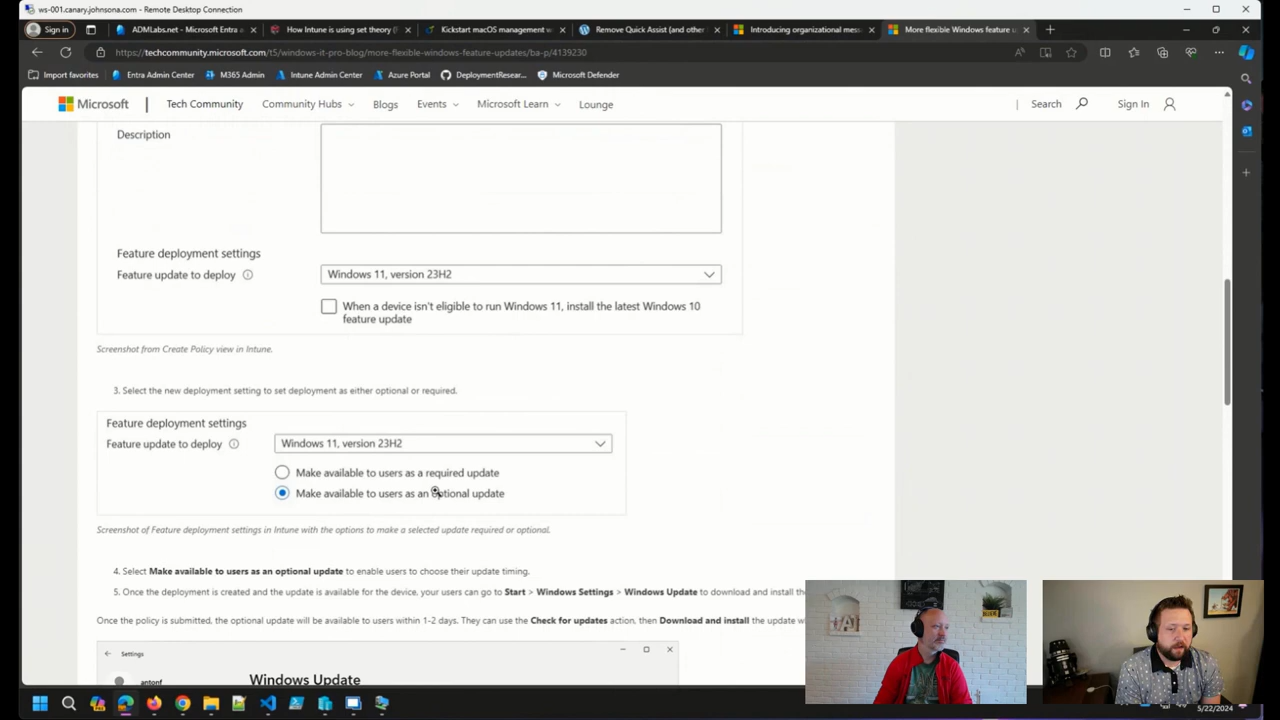 ws-001.canary.johnsona.com - Remote Desktop Connection
Sign in
ADMLabs.net - Microsoft Entra a
How Intune is using set theory (
Kickstart macOS management w
Remove Quick Assist (and other
Introducing organizational mes
More flexible Windows feature u
https://techcommunity.microsoft.com/t5/windows-it-pro-blog/more-flexible-windows-feature-updates/ba-p/4139230
Import favorites
Entra Admin Center
M365 Admin
Intune Admin Center
Azure Portal
DeploymentResear...
Microsoft Defender
Microsoft
Tech Community
Community Hubs
Blogs
Events
Microsoft Learn
Lounge
Search
Sign In
Description
Feature deployment settings
Feature update to deploy
Windows 11, version 23H2
When a device isn't eligible to run Windows 11, install the latest Windows 10
feature update
Screenshot from Create Policy view in Intune.
3. Select the new deployment setting to set deployment as either optional or required.
Feature deployment settings
Feature update to deploy
Windows 11, version 23H2
Make available to users as a required update
Make available to users as an optional update
Screenshot of Feature deployment settings in Intune with the options to make a selected update required or optional.
4. Select Make available to users as an optional update to enable users to choose their update timing.
5. Once the deployment is created and the update is available for the device, your users can go to Start > Windows Settings > Windows Update to download and install the
Once the policy is submitted, the optional update will be available to users within 1-2 days. They can use the Check for updates action, then Download and install the update
Settings
antonf
Windows Update
5/22/2024